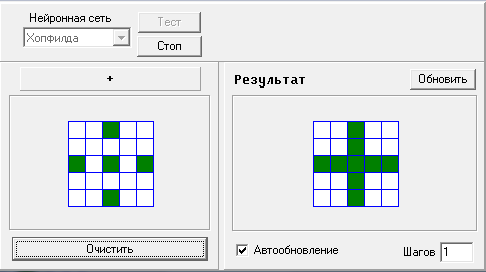 Нейронная сеть
Хопфилда
Тест
Стоп
+
Очистить
Результат
Обновить
Автообновление
Шагов 1